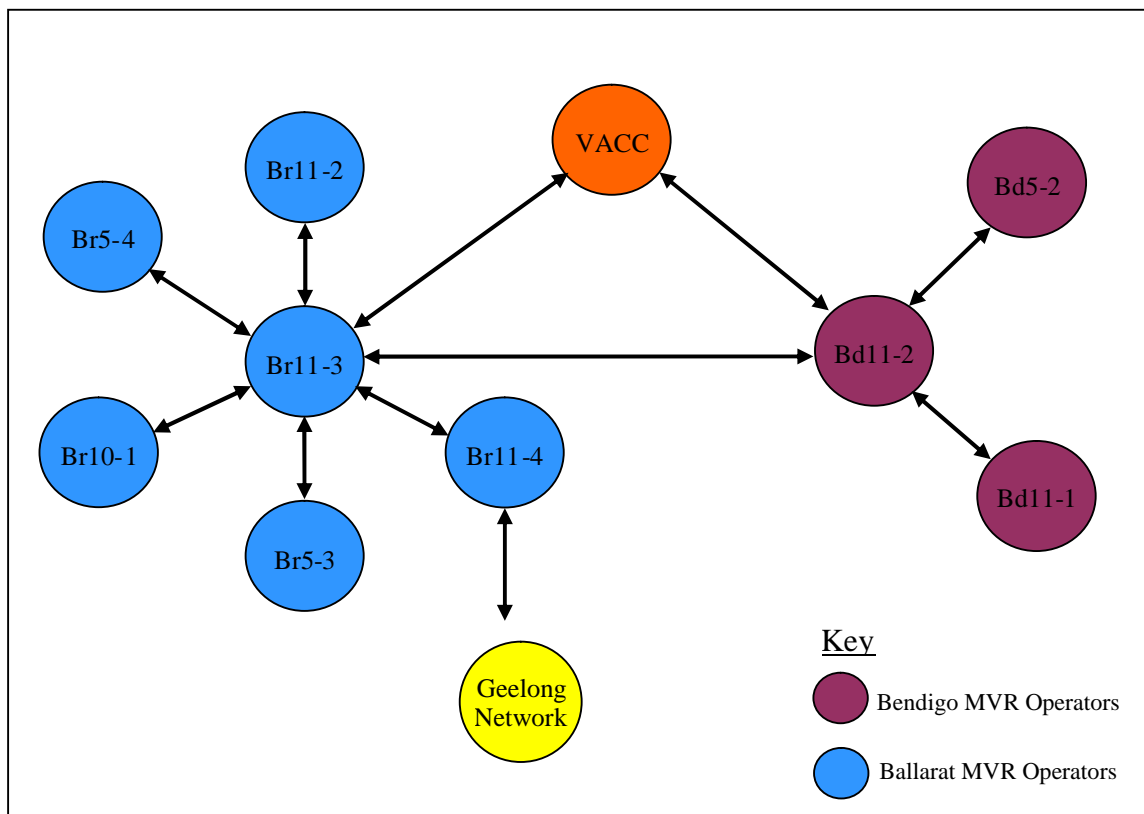 VACC
Br11-2
Bd5-2
Br5-4
Br11-3
Bd11-2
Br10-1
Br11-4
Bd11-1
Br5-3
Geelong
Network
Key
Bendigo MVR Operators
Ballarat MVR Operators